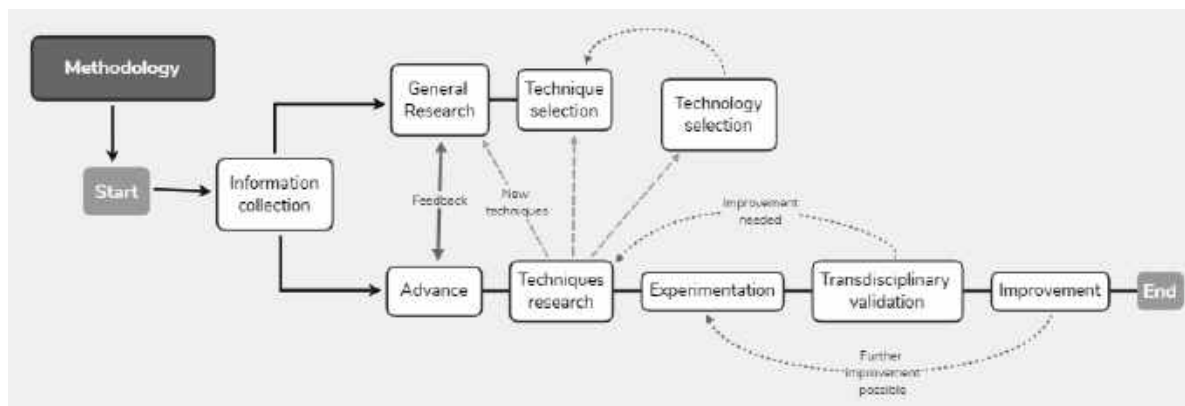 Methodology
Start
Information
collection
General
Research
Technique
selection
Technology
selection
Feedback
New
techniques
Improvement
needed
Advance
Techniques
research
Experimentation
Transdisciplinary
validation
Improvement
End
Further
improvement
possible